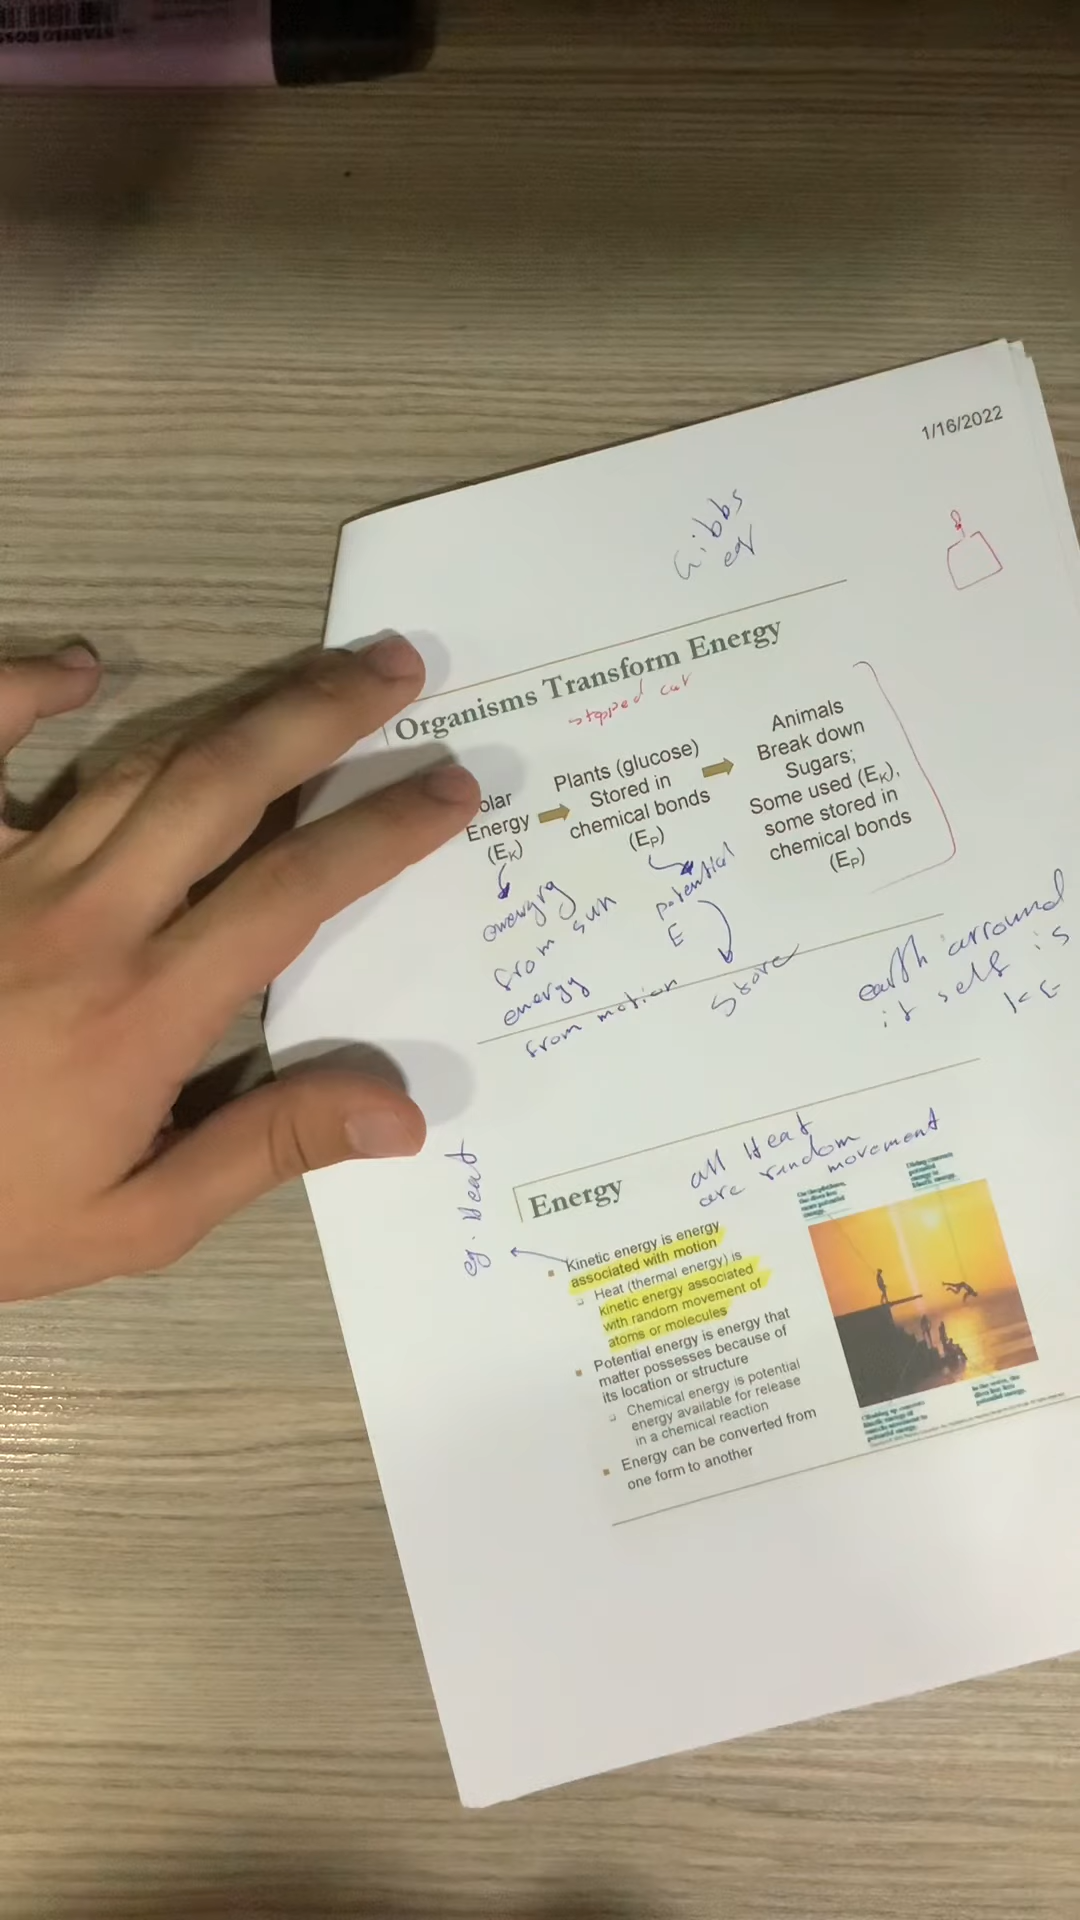 STABILO BOSS
1/16/2022
Gibbs
eq
Organisms Transform Energy
stopped car
olar
Energy
(EK)
Plants (glucose)
Stored in
chemical bonds
(EP)
Animals
Break down
Sugars;
Some used (EK),
some stored in
chemical bonds
(EP)
from sun
energy
from motion
potential
E
Store
earth arround
it self is
KE
eg. Heat
all Heat
are random
movement
Energy
Kinetic energy is energy
associated with motion
Heat (thermal energy) is
kinetic energy associated
with random movement of
atoms or molecules
Potential energy is energy that
matter possesses because of
its location or structure
Chemical energy is potential
energy available for release
in a chemical reaction
Energy can be converted from
one form to another